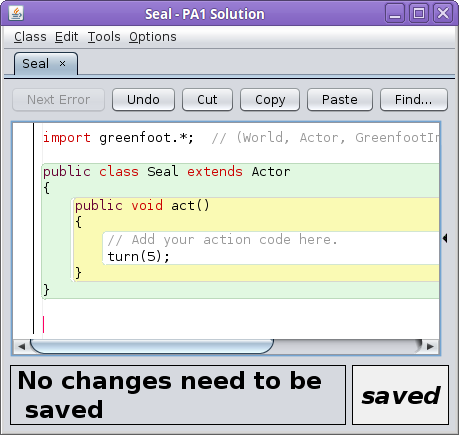 Seal - PA1 Solution
Class Edit Tools Options
Seal ×
Next Error Undo Cut Copy Paste Find...
import greenfoot.*;  // (World, Actor, GreenfootIm
public class Seal extends Actor
{
public void act()
{
// Add your action code here.
turn(5);
}
}
No changes need to be
saved
saved